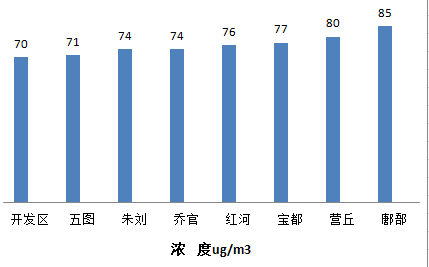 70 71 74 74 76 77 80 85
开发区 五图 朱刘 乔官 红河 宝都 营丘 鄌郚
浓 度ug/m3